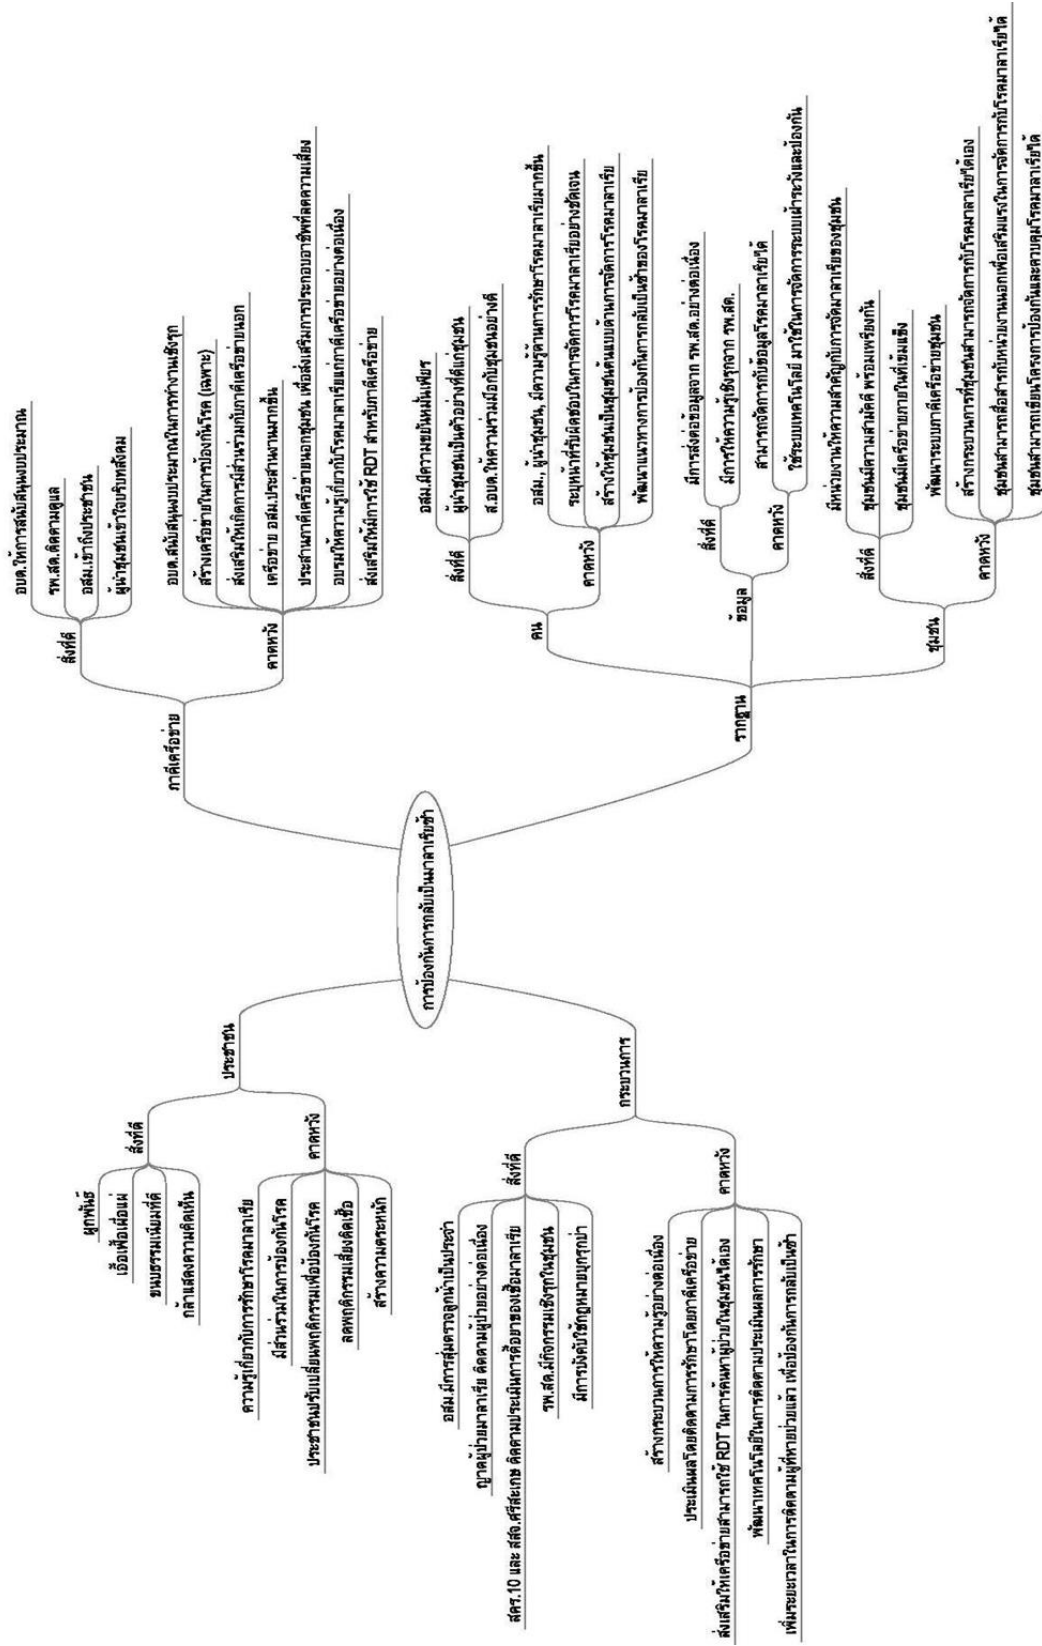 การป้องกันการกลับเป็นมาลาเรียซ้ำ
ประชาชน
สิ่งที่ดี
ผูกพันธ์
เอื้อเฟื้อเผื่อแผ่
ขนบธรรมเนียมที่ดี
กล้าแสดงความคิดเห็น
คาดหวัง
ความรู้เกี่ยวกับการรักษาโรคมาลาเรีย
มีส่วนร่วมในการป้องกันโรค
ประชาชนปรับเปลี่ยนพฤติกรรมเพื่อป้องกันโรค
ลดพฤติกรรมเสี่ยงติดเชื้อ
สร้างความตระหนัก
กระบวนการ
สิ่งที่ดี
อสม.มีการสุ่มตรวจลูกน้ำเป็นประจำ
ญาติผู้ป่วยมาลาเรีย ติดตามผู้ป่วยอย่างต่อเนื่อง
สคร.10 และ สสจ.ศรีสะเกษ ติดตามประเมินการดื้อยาของเชื้อมาลาเรีย
รพ.สต.มีกิจกรรมเชิงรุกในชุมชน
มีการบังคับใช้กฎหมายบุกรุกป่า
คาดหวัง
สร้างกระบวนการให้ความรู้อย่างต่อเนื่อง
ประเมินผลโดยติดตามการรักษาโดยภาคีเครือข่าย
ส่งเสริมให้เครือข่ายสามารถใช้ RDT ในการค้นหาผู้ป่วยในชุมชนได้เอง
พัฒนาเทคโนโลยีในการติดตามประเมินผลการรักษา
เพิ่มระยะเวลาในการติดตามผู้ที่หายป่วยแล้ว เพื่อป้องกันการกลับเป็นซ้ำ
ภาคีเครือข่าย
สิ่งที่ดี
อบต.ให้การสนับสนุนงบประมาณ
รพ.สต.ติดตามดูแล
อสม.เข้าถึงประชาชน
ผู้นำชุมชนเข้าใจบริบทสังคม
คาดหวัง
อบต.สนับสนุนงบประมาณในการทำงานเชิงรุก
สร้างเครือข่ายในการป้องกันโรค (เฉพาะ)
ส่งเสริมให้เกิดการมีส่วนร่วมกับภาคีเครือข่ายนอก
เครือข่าย อสม.ประสานงานมากขึ้น
ประสานภาคีเครือข่ายนอกชุมชน เพื่อส่งเสริมการประกอบอาชีพที่ลดความเสี่ยง
อบรมให้ความรู้เกี่ยวกับโรคมาลาเรียแก่ภาคีเครือข่ายอย่างต่อเนื่อง
ส่งเสริมให้มีการใช้ RDT สำหรับภาคีเครือข่าย
รากฐาน
คน
สิ่งที่ดี
อสม.มีความขยันหมั่นเพียร
ผู้นำชุมชนเป็นตัวอย่างที่ดีแก่ชุมชน
ส.อบต.ให้ความร่วมมือกับชุมชนอย่างดี
คาดหวัง
อสม, ผู้นำชุมชน, มีความรู้ด้านการรักษาโรคมาลาเรียมากขึ้น
ระบุหน้าที่รับผิดชอบในการจัดการโรคมาลาเรียอย่างชัดเจน
สร้างให้ชุมชนเป็นชุมชนต้นแบบด้านการจัดการโรคมาลาเรีย
พัฒนาแนวทางการป้องกันการกลับเป็นซ้ำของโรคมาลาเรีย
ข้อมูล
สิ่งที่ดี
มีการส่งต่อข้อมูลจาก รพ.สต.อย่างต่อเนื่อง
มีการให้ความรู้เชิงรุกจาก รพ.สต.
คาดหวัง
สามารถจัดการกับข้อมูลโรคมาลาเรียได้
ใช้ระบบเทคโนโลยี มาใช้ในการจัดการระบบเฝ้าระวังและป้องกัน
ชุมชน
สิ่งที่ดี
มีหน่วยงานให้ความสำคัญกับการจัดมาลาเรียของชุมชน
ชุมชนมีความสามัคคี พร้อมเพรียงกัน
ชุมชนมีเครือข่ายภายในที่เข้มแข็ง
คาดหวัง
พัฒนาระบบภาคีเครือข่ายชุมชน
สร้างกระบวนการที่ชุมชนสามารถจัดการกับโรคมาลาเรียได้เอง
ชุมชนสามารถสื่อสารกับหน่วยงานนอกเพื่อเสริมแรงในการจัดการกับโรคมาลาเรียได้
ชุมชนสามารถเขียนโครงการป้องกันและควบคุมโรคมาลาเรียได้